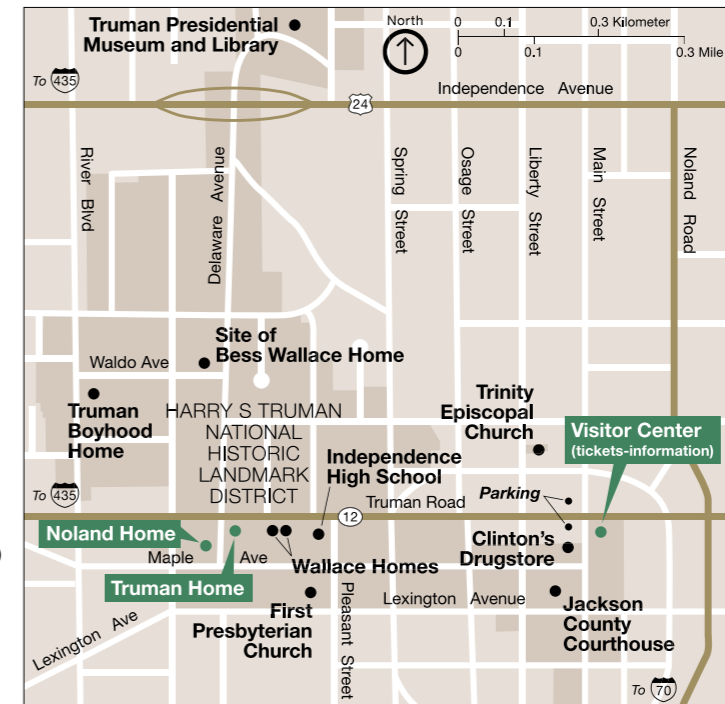 Truman Presidential
Museum and Library
North
0 0.1 0.3 Kilometer
0 0.1 0.3 Mile
To 435
Independence Avenue
24
River Blvd
Delaware Avenue
Spring Street
Osage Street
Liberty Street
Main Street
Noland Road
Site of
Bess Wallace Home
Waldo Ave
Truman
Boyhood
Home
HARRY S TRUMAN
NATIONAL
HISTORIC
LANDMARK
DISTRICT
Trinity
Episcopal
Church
Visitor Center
(tickets-information)
Independence
High School
To 435
Truman Road
Parking
12
Noland Home
Maple Ave
Wallace Homes
Clinton's
Drugstore
Truman Home
First
Presbyterian
Church
Pleasant Street
Lexington Avenue
Jackson
County
Courthouse
Lexington Ave
To 70